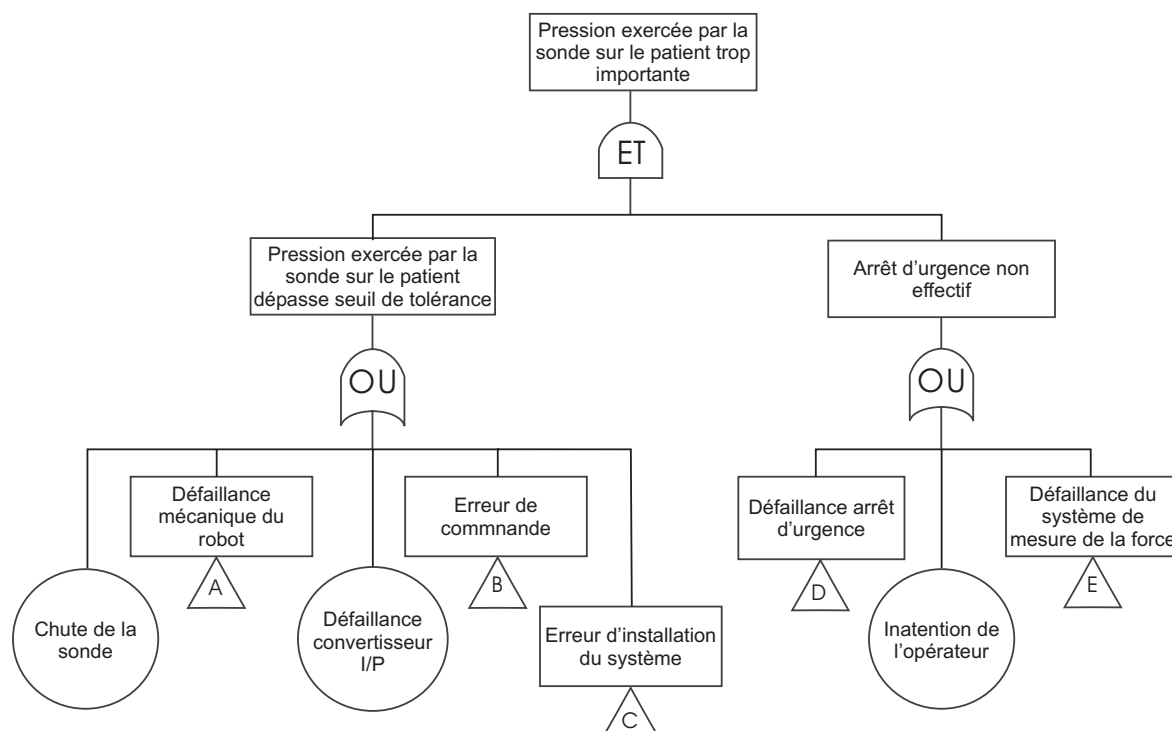 Pression exercée par la
sonde sur le patient trop
importante
ET
Pression exercée par la
sonde sur le patient
dépasse seuil de tolérance
Arrêt d'urgence non
effectif
OU
OU
Chute de la
sonde
Défaillance
mécanique du
robot
A
Défaillance
convertisseur
I/P
Erreur de
commnande
B
Erreur d'installation
du système
C
Défaillance arrêt
d'urgence
D
Inatention de
l'opérateur
Défaillance du
système de
mesure de la force
E